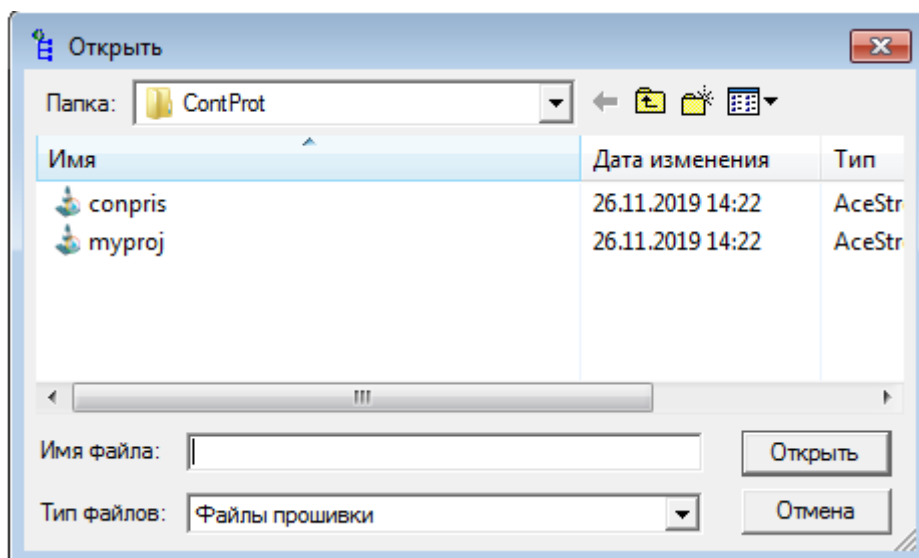 Открыть
Папка: ContProt
Имя Дата изменения Тип
conpris 26.11.2019 14:22 AceStr
myproj 26.11.2019 14:22 AceStr
Имя файла: Открыть
Тип файлов: Файлы прошивки Отмена